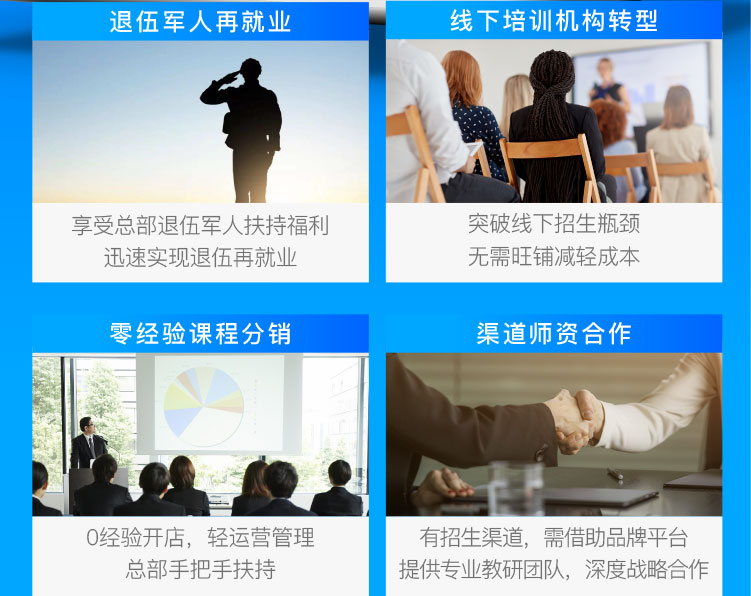 退伍军人再就业
享受总部退伍军人扶持福利
迅速实现退伍再就业
线下培训机构转型
突破线下招生瓶颈
无需旺铺减轻成本
零经验课程分销
0经验开店，轻运营管理
总部手把手扶持
渠道师资合作
有招生渠道，需借助品牌平台
提供专业教研团队，深度战略合作